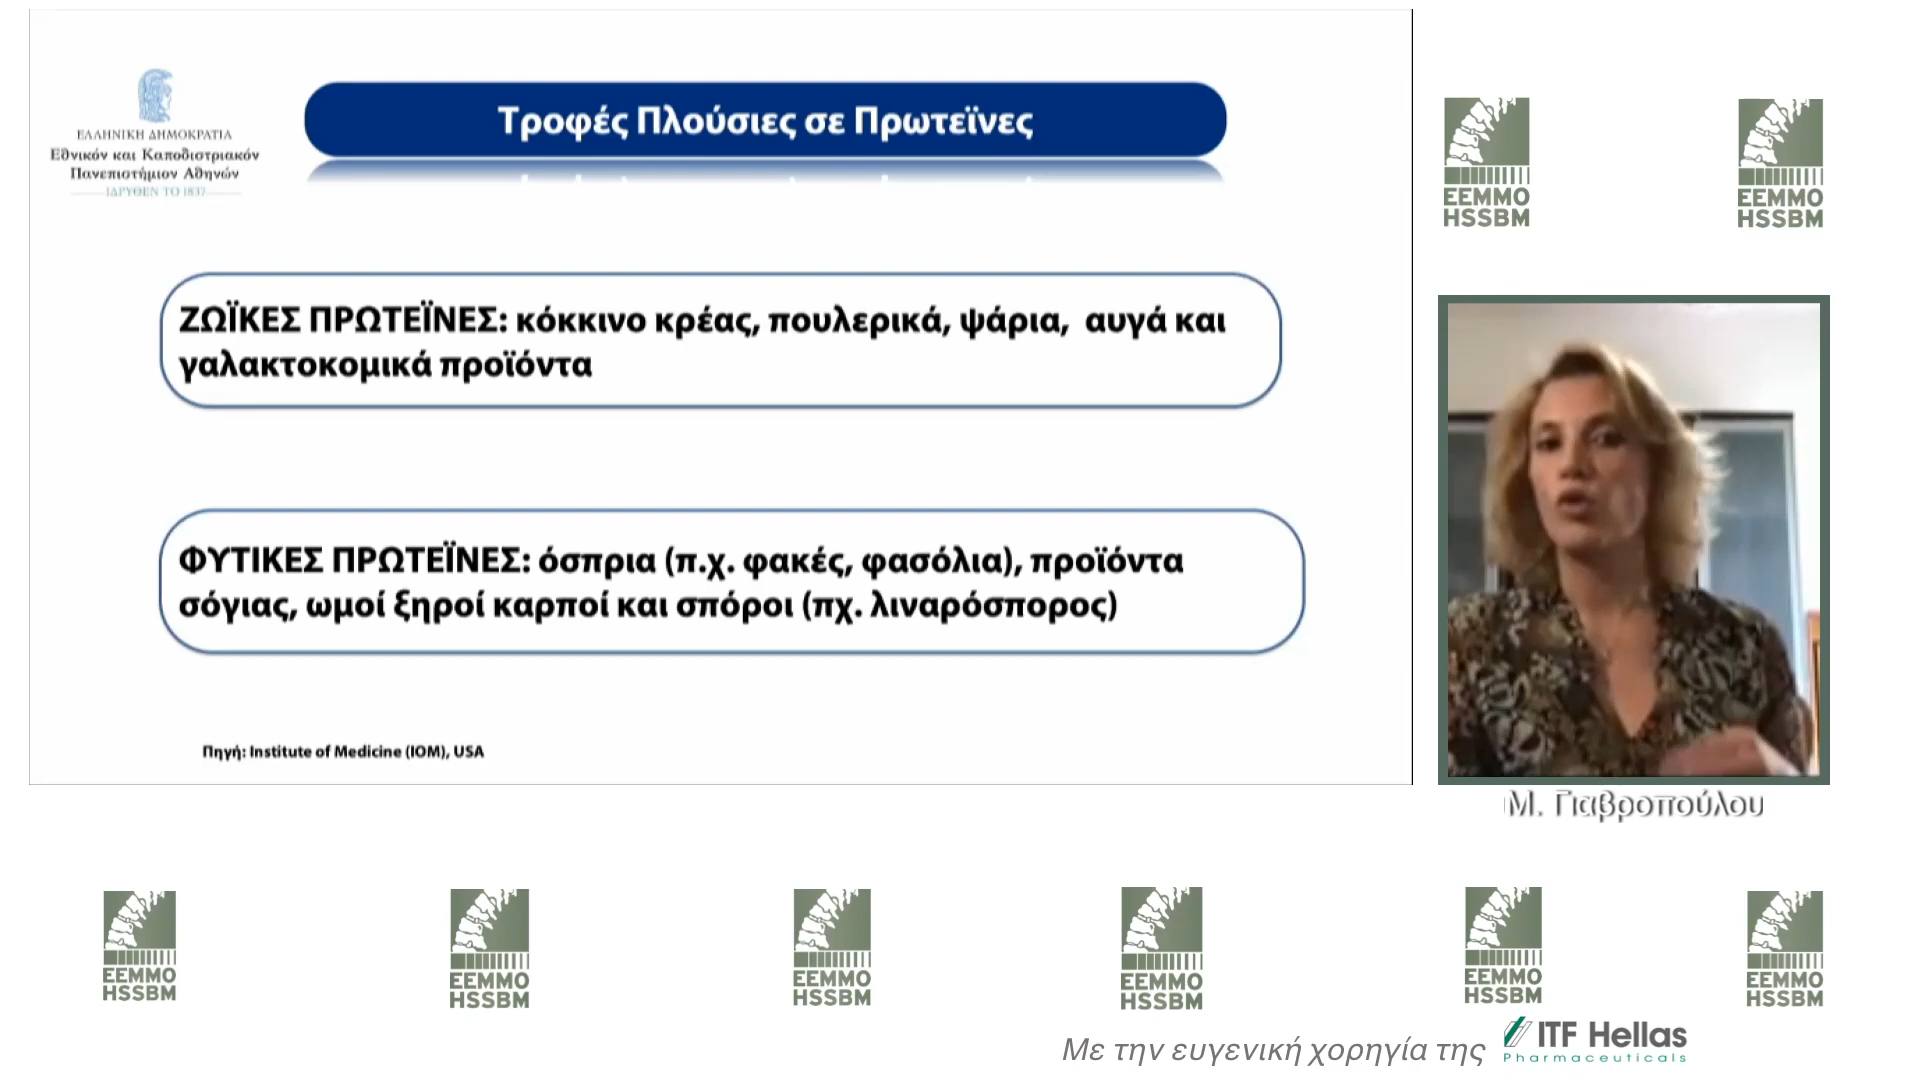 ΕΛΛΗΝΙΚΗ ΔΗΜΟΚΡΑΤΙΑ
Εθνικόν και Καποδιστριακόν
Πανεπιστήμιον Αθηνών
ΙΔΡΥΘΕΝ ΤΟ 1837
Τροφές Πλούσιες σε Πρωτεϊνες
ΖΩΪΚΕΣ ΠΡΩΤΕΪΝΕΣ: κόκκινο κρέας, πουλερικά, ψάρια, αυγά και
γαλακτοκομικά προϊόντα
ΦΥΤΙΚΕΣ ΠΡΩΤΕΪΝΕΣ: όσπρια (π.χ. φακές, φασόλια), προϊόντα
σόγιας, ωμοί ξηροί καρποί και σπόροι (πχ. λιναρόσπορος)
Πηγή: Institute of Medicine (IOM), USA
ΕΕΜΜΟ
HSSBM
ΕΕΜΜΟ
HSSBM
Μ. Γιαβροπούλου
ΕΕΜΜΟ
HSSBM
ΕΕΜΜΟ
HSSBM
ΕΕΜΜΟ
HSSBM
ΕΕΜΜΟ
HSSBM
ΕΕΜΜΟ
HSSBM
ΕΕΜΜΟ
HSSBM
Με την ευγενική χορηγία της
ITF Hellas
Pharmaceuticals